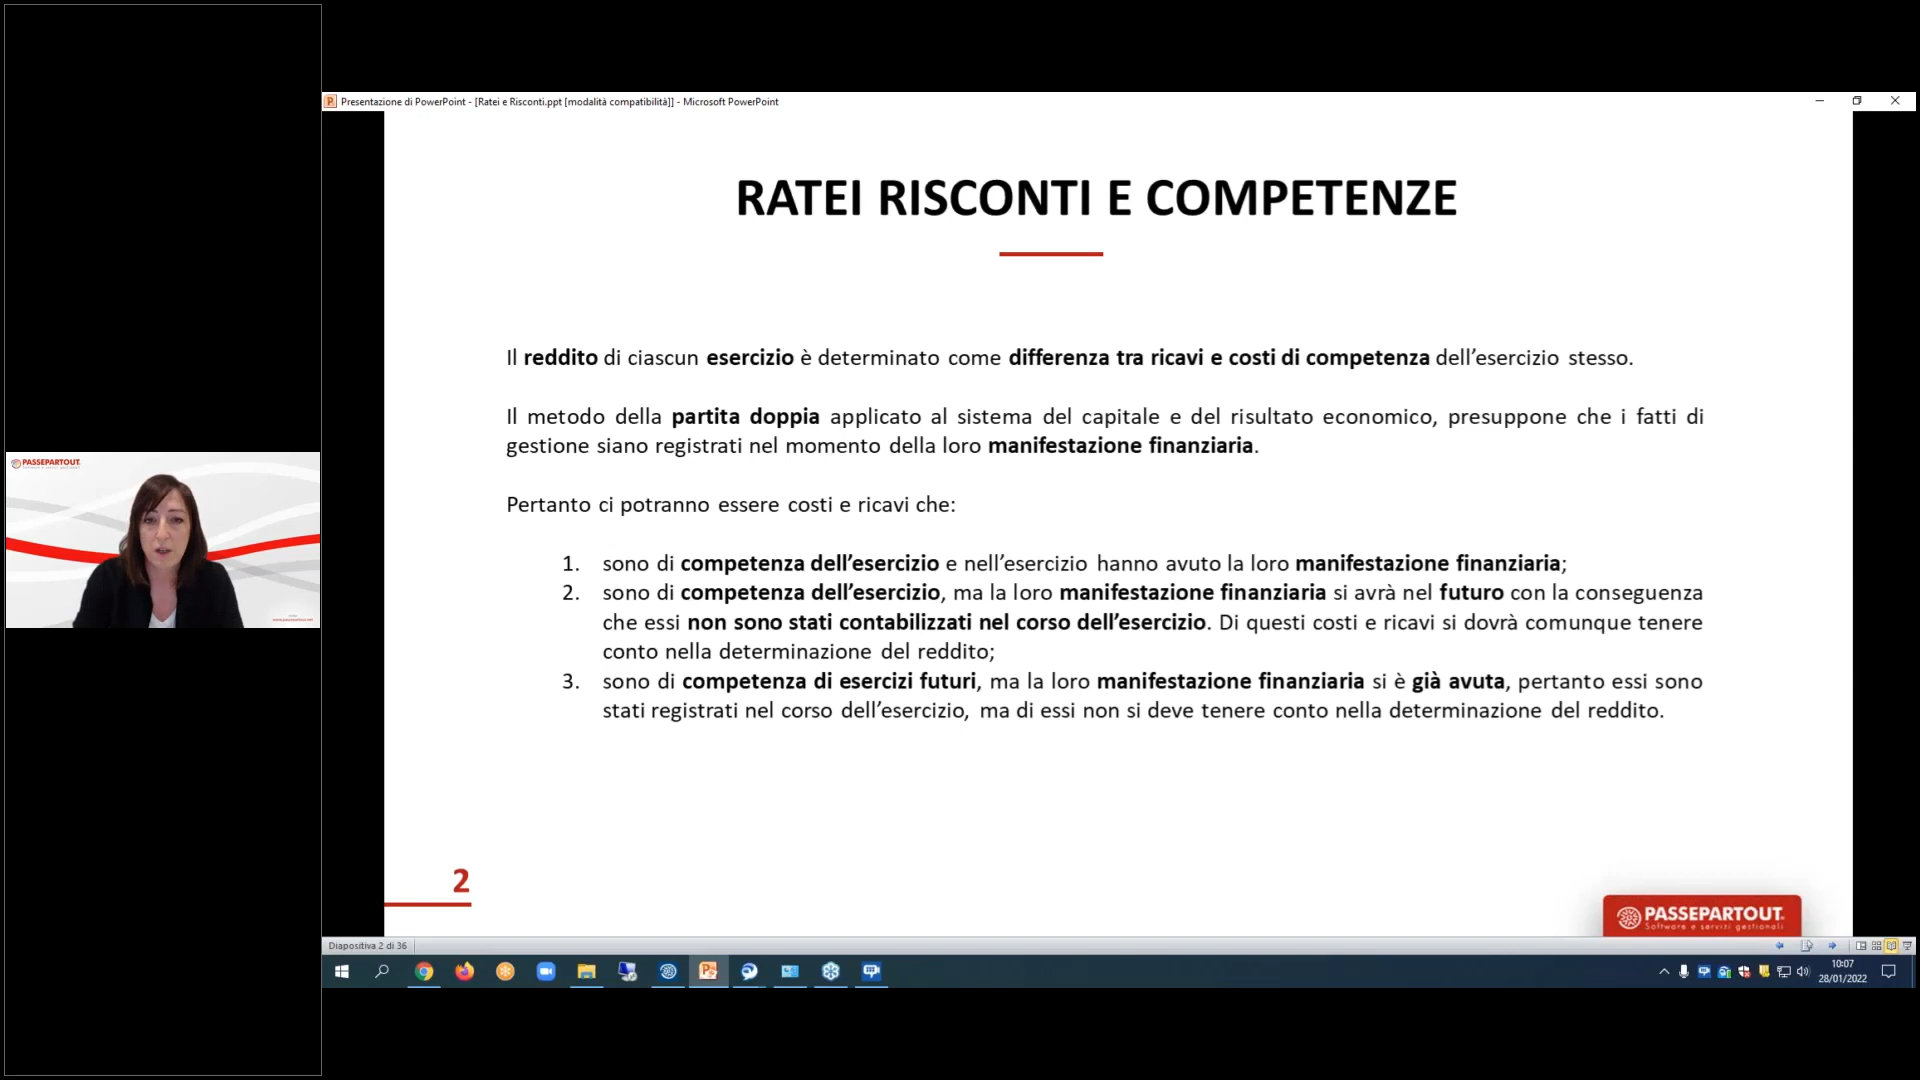 PASSEPARTOUT
Presentazione di PowerPoint - [Ratei e Risconti.ppt [modalità compatibilità]] - Microsoft PowerPoint
RATEI RISCONTI E COMPETENZE
Il reddito di ciascun esercizio è determinato come differenza tra ricavi e costi di competenza dell’esercizio stesso.
Il metodo della partita doppia applicato al sistema del capitale e del risultato economico, presuppone che i fatti di
gestione siano registrati nel momento della loro manifestazione finanziaria.
Pertanto ci potranno essere costi e ricavi che:
1. sono di competenza dell’esercizio e nell’esercizio hanno avuto la loro manifestazione finanziaria;
2. sono di competenza dell’esercizio, ma la loro manifestazione finanziaria si avrà nel futuro con la conseguenza
che essi non sono stati contabilizzati nel corso dell’esercizio. Di questi costi e ricavi si dovrà comunque tenere
conto nella determinazione del reddito;
3. sono di competenza di esercizi futuri, ma la loro manifestazione finanziaria si è già avuta, pertanto essi sono
stati registrati nel corso dell’esercizio, ma di essi non si deve tenere conto nella determinazione del reddito.
2
PASSEPARTOUT
Software e servizi gestionali
Diapositiva 2 di 36
10:07
28/01/2022